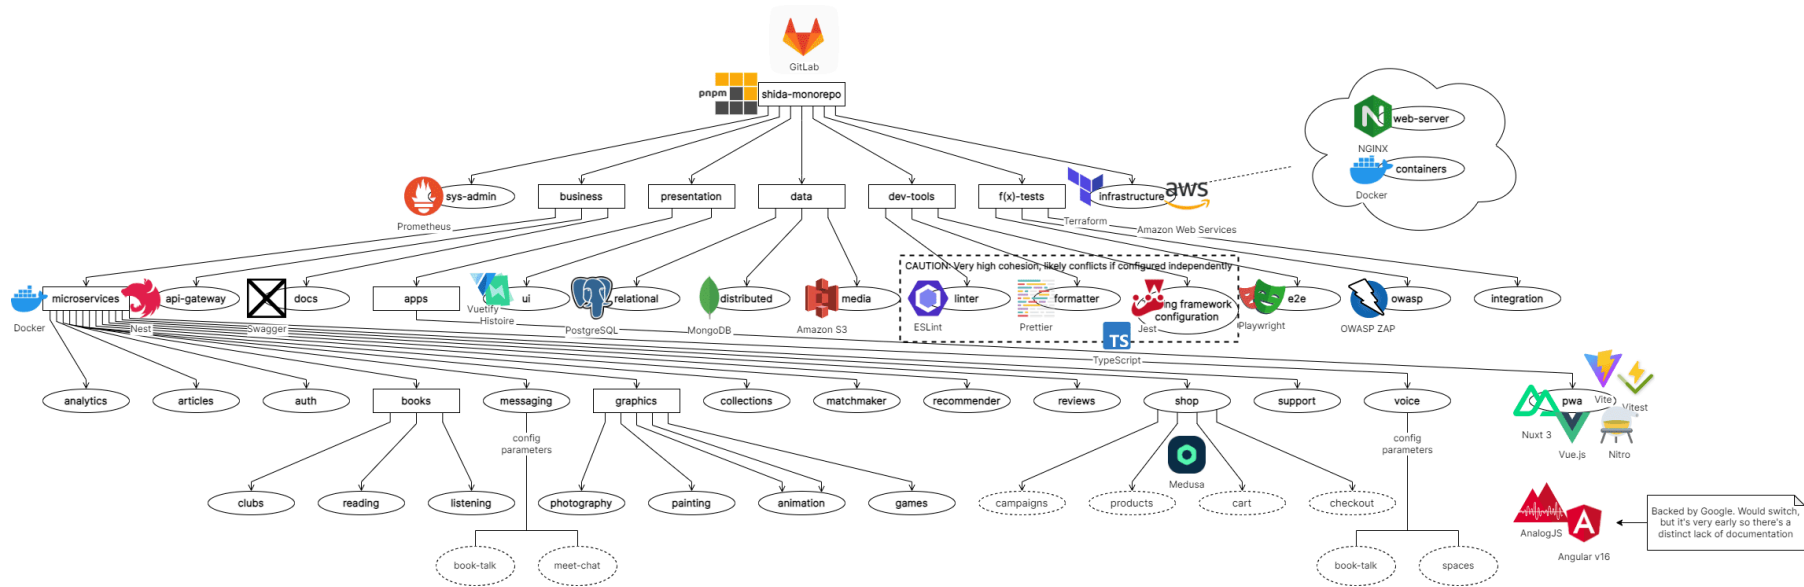 GitLab
pnpm
shida-monorepo
web-server
NGINX
containers
Docker
sys-admin
business
presentation
data
dev-tools
f(x)-tests
infrastructure
aws
Prometheus
Terraform
Amazon Web Services
CAUTION: Very high cohesion, likely conflicts if configured independently
microservices
api-gateway
docs
apps
ui
relational
distributed
media
linter
formatter
ng framework
configuration
e2e
owasp
integration
Docker
Nest
Swagger
Vuetify
Histoire
PostgreSQL
MongoDB
Amazon S3
ESLint
Prettier
Jest
Playwright
OWASP ZAP
TS
TypeScript
analytics
articles
auth
books
messaging
graphics
collections
matchmaker
recommender
reviews
shop
support
voice
pwa
Vite
Vitest
Nuxt 3
Vue.js
Nitro
config
parameters
config
parameters
Medusa
clubs
reading
listening
photography
painting
animation
games
campaigns
products
cart
checkout
AnalogJS
Angular v16
Backed by Google. Would switch,
but it's very early so there's a
distinct lack of documentation
book-talk
meet-chat
book-talk
spaces